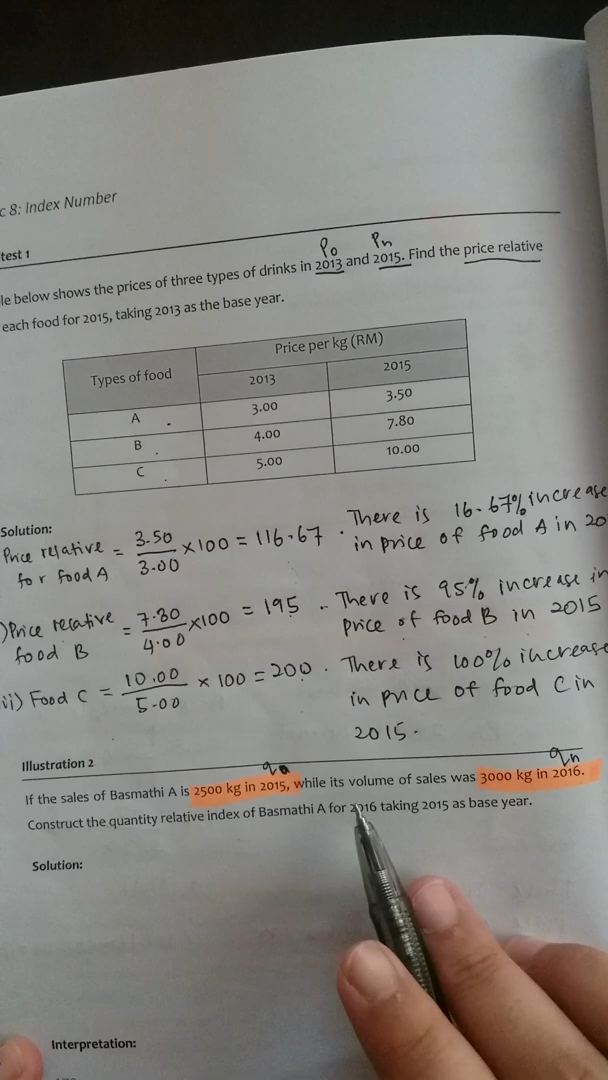 c 8: Index Number
test 1
Po Pn
le below shows the prices of three types of drinks in 2013 and 2015. Find the price relative
each food for 2015, taking 2013 as the base year.
Types of food
Price per kg (RM)
2013 2015
A 3.00 3.50
B 4.00 7.80
C 5.00 10.00
Solution:
Price relative for food A = 3.50/3.00 × 100 = 116.67. There is 16.67% increase
in price of food A in 20
) Price relative food B = 7.80/4.00 × 100 = 195 . There is 95% increase in
price of food B in 2015
ii) Food C = 10.00/5.00 × 100 = 200. There is 100% increase
in price of food C in
2015.
Illustration 2
qo qn
If the sales of Basmathi A is 2500 kg in 2015, while its volume of sales was 3000 kg in 2016.
Construct the quantity relative index of Basmathi A for 2016 taking 2015 as base year.
Solution:
Interpretation: